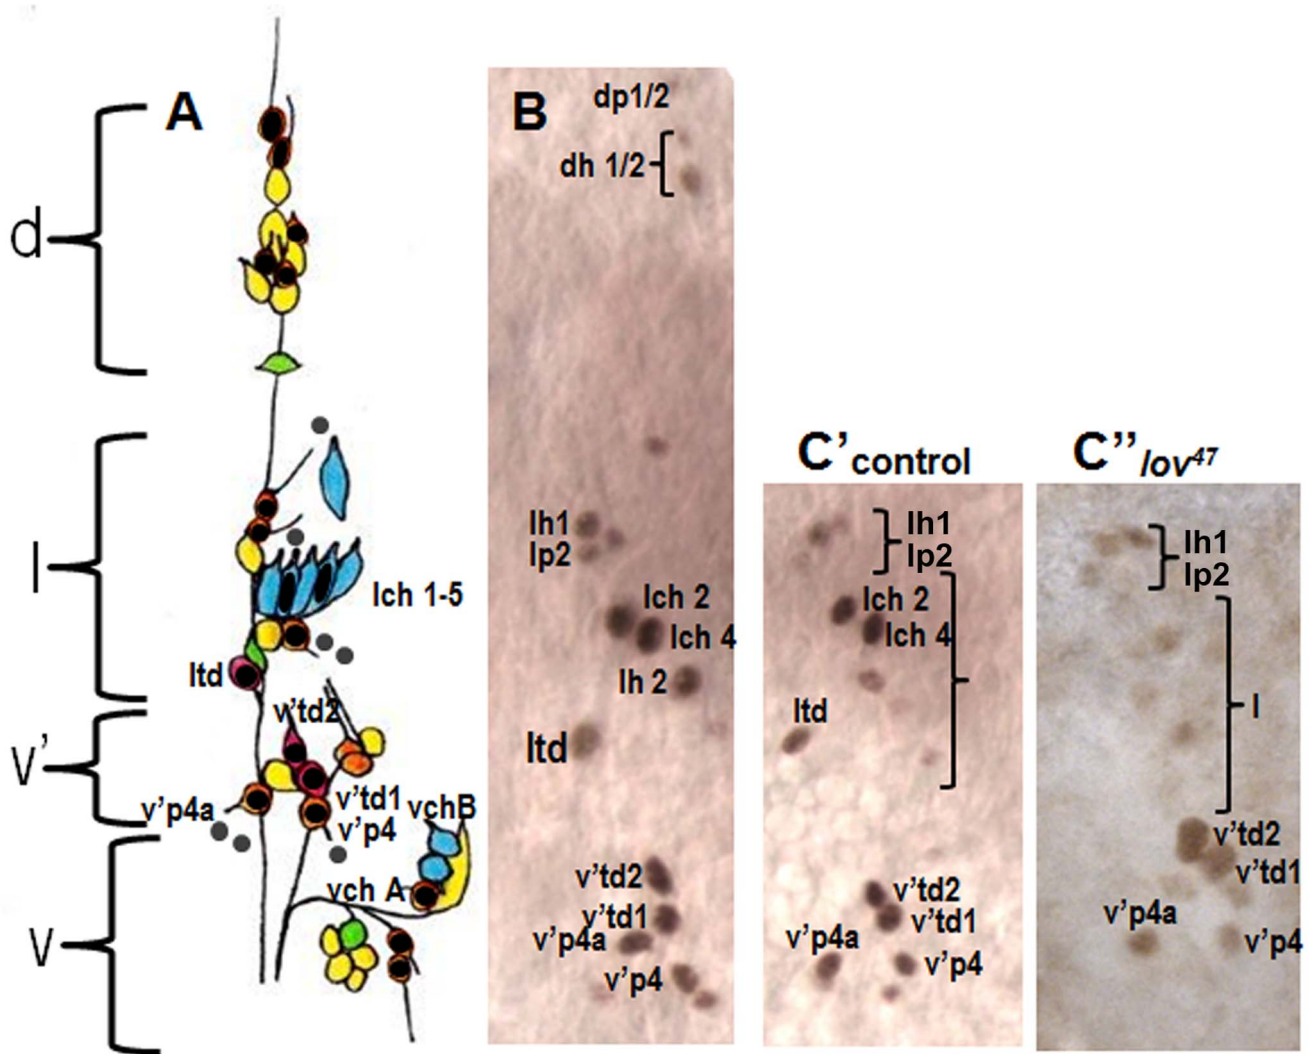 A
d
l
v'
v
lch 1-5
ltd
v'td2
v'p4a
v'td1
v'p4
vchB
vch A
B
dp1/2
dh 1/2
lh1
lp2
lch 2
lch 4
lh 2
ltd
v'td2
v'td1
v'p4a
v'p4
C' control
lh1
lp2
lch 2
lch 4
ltd
v'td2
v'td1
v'p4a
v'p4
C'' lov47
lh1
lp2
l
v'td2
v'td1
v'p4a
v'p4